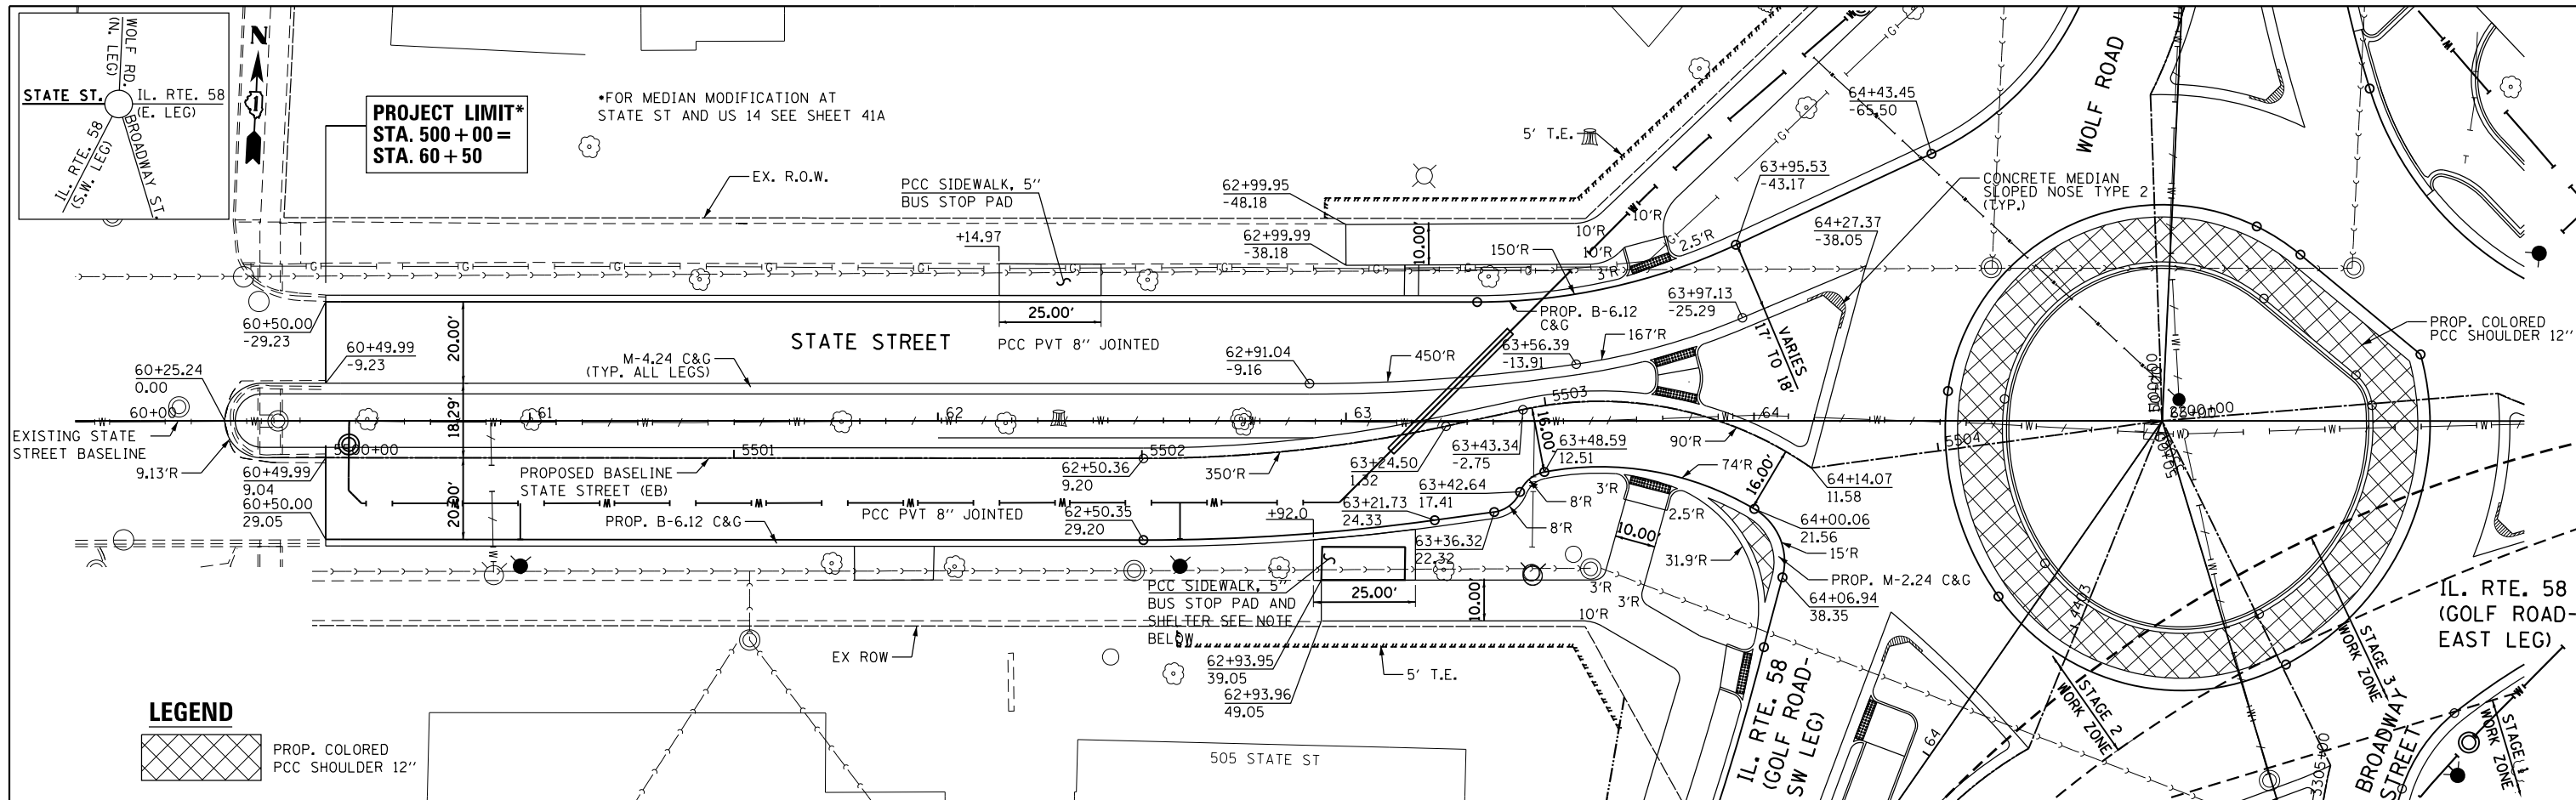 WOLF RD.
(N. LEG)
STATE ST.
IL. RTE. 58
(E. LEG)
IL. RTE. 58
(S.W. LEG)
BROADWAY ST.
N
PROJECT LIMIT*
STA. 500+00 =
STA. 60+50
*FOR MEDIAN MODIFICATION AT
STATE ST AND US 14 SEE SHEET 41A
EX. R.O.W.
PCC SIDEWALK, 5"
BUS STOP PAD
+14.97
62+99.95
-48.18
62+99.99
-38.18
10.00'
5' T.E.
10'R
10'R
10'R
3'R
2.5'R
150'R
64+43.45
-65.50
63+95.53
-43.17
WOLF ROAD
CONCRETE MEDIAN
SLOPED NOSE TYPE 2
(TYP.)
64+27.37
-38.05
63+97.13
-25.29
60+50.00
-29.23
20.00'
25.00'
STATE STREET
PCC PVT 8" JOINTED
PROP. B-6.12
C&G
167'R
VARIES
17' TO 18'
PROP. COLORED
PCC SHOULDER 12"
60+49.99
-9.23
M-4.24 C&G
(TYP. ALL LEGS)
62+91.04
-9.16
450'R
63+56.39
-13.91
60+25.24
0.00
60+00
61
62
63
64
18.29'
5503
5504
EXISTING STATE
STREET BASELINE
9.13'R
60+49.99
9.04
5500+00
5501
5502
PROPOSED BASELINE
STATE STREET (EB)
62+50.36
9.20
350'R
63+24.50
1.32
63+43.34
-2.75
16.00'
63+48.59
12.51
90'R
74'R
16.00'
64+14.07
11.58
60+50.00
29.05
20.00'
PROP. B-6.12 C&G
PCC PVT 8" JOINTED
62+50.35
29.20
+92.0
63+42.64
17.41
63+21.73
24.33
63+36.32
22.32
8'R
8'R
3'R
2.5'R
10.00'
31.9'R
64+00.06
21.56
15'R
PROP. M-2.24 C&G
64+06.94
38.35
PCC SIDEWALK, 5"
BUS STOP PAD AND
SHELTER SEE NOTE
BELOW
25.00'
10.00'
3'R
3'R
10'R
EX ROW
62+93.95
39.05
62+93.96
49.05
5' T.E.
IL. RTE. 58
(GOLF ROAD-
SW LEG)
4403
64
STAGE 2
WORK ZONE
STAGE 3
WORK ZONE
IL. RTE. 58
(GOLF ROAD-
EAST LEG)
BROADWAY
STREET
3305+00
STAGE 1
WORK ZONE
505 STATE ST
LEGEND
PROP. COLORED
PCC SHOULDER 12"